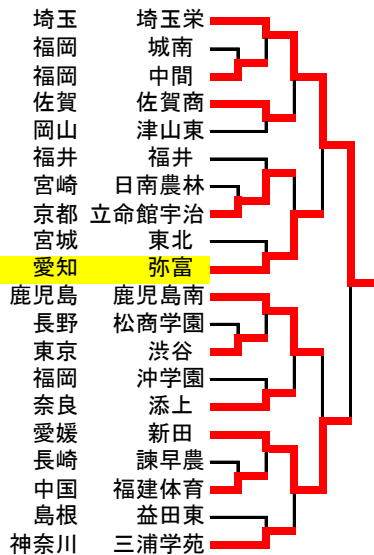 埼玉 埼玉栄
福岡 城南
福岡 中間
佐賀 佐賀商
岡山 津山東
福井 福井
宮崎 日南農林
京都 立命館宇治
宮城 東北
愛知 弥富
鹿児島 鹿児島南
長野 松商学園
東京 渋谷
福岡 沖学園
奈良 添上
愛媛 新田
長崎 諫早農
中国 福建体育
島根 益田東
神奈川 三浦学苑